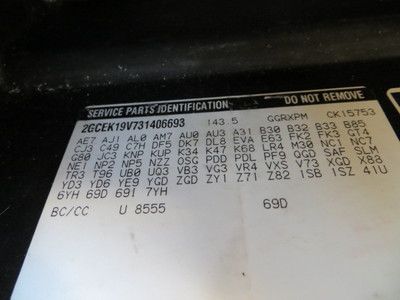 SERVICE PARTS IDENTIFICATION DO NOT REMOVE
2GCEK19V731406693 143.5 GGRXPM CK15753
AE7 AJ1 AL0 AM7 AU0 AU3 A31 B30 B32 B33 B85
CJ3 C49 C7H DF5 DK7 DL8 EVA E63 FK2 FK3 GT4
G80 JC3 KNP KUP K34 K47 K68 LR4 M30 NC1 NC7
NE1 NP2 NP5 NZZ OSG PDD PDL PF9 QGD SAF SLM
TR3 T96 UB0 UQ3 VB3 VG3 VR4 VXS V73 XGD X88
YD3 YD6 YE9 YGD ZGD ZY1 Z71 Z82 1SB 1SZ 41U
6YH 69D 69I 7YH
BC/CC U 8555 69D